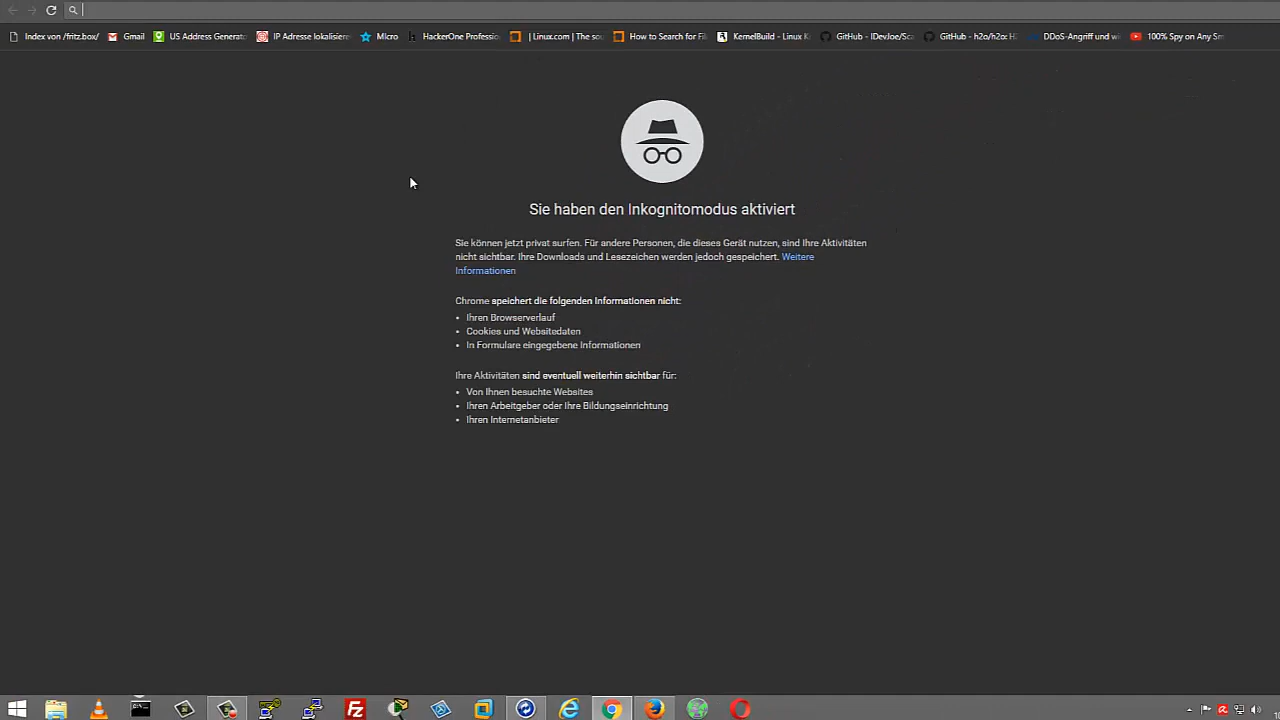 Index von /fritz.box/ Gmail US Address Generato IP Adresse lokalisiere MIcro HackerOne Professio | Linux.com | The sou How to Search for Fil KernelBuild - Linux K GitHub - IDevJoe/Sca GitHub - h2o/h2o: H2 DDoS-Angriff und wi 100% Spy on Any Sm
Sie haben den Inkognitomodus aktiviert
Sie können jetzt privat surfen. Für andere Personen, die dieses Gerät nutzen, sind Ihre Aktivitäten
nicht sichtbar. Ihre Downloads und Lesezeichen werden jedoch gespeichert. Weitere
Informationen
Chrome speichert die folgenden Informationen nicht:
• Ihren Browserverlauf
• Cookies und Websitedaten
• In Formulare eingegebene Informationen
Ihre Aktivitäten sind eventuell weiterhin sichtbar für:
• Von Ihnen besuchte Websites
• Ihren Arbeitgeber oder Ihre Bildungseinrichtung
• Ihren Internetanbieter